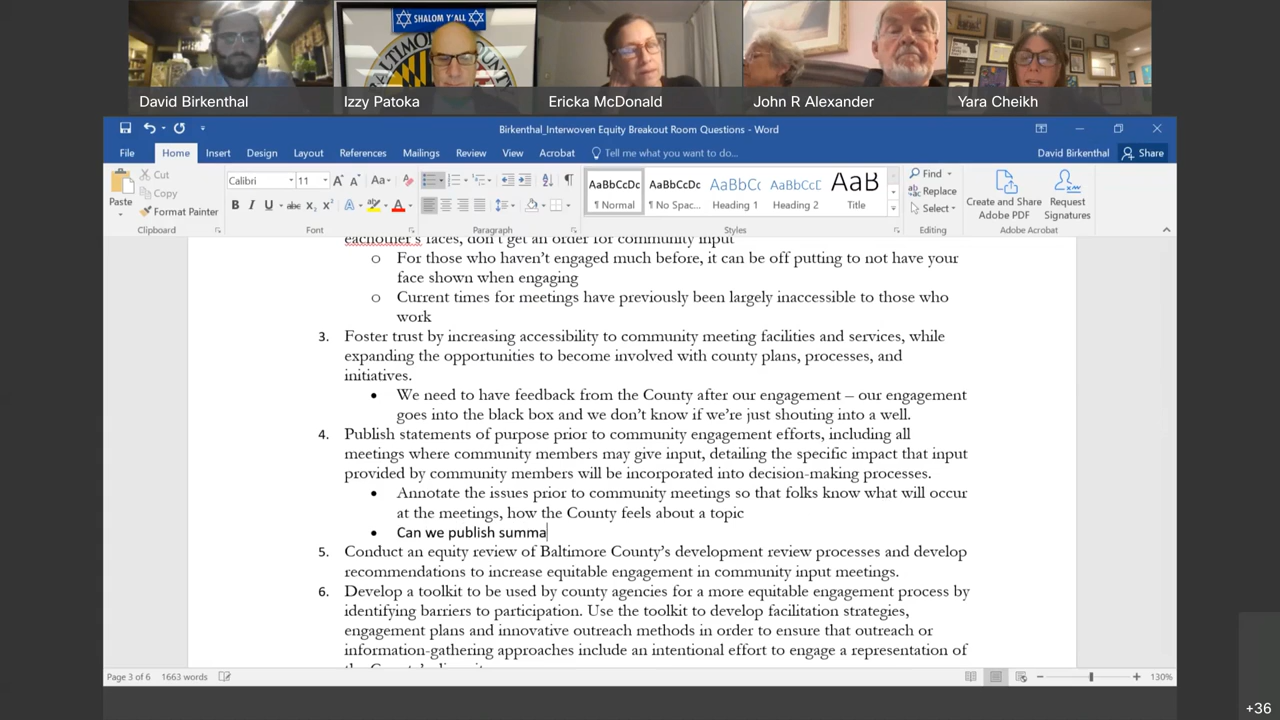 SHALOM Y'ALL
BALTIMORE COUNTY
David Birkenthal
Izzy Patoka
Ericka McDonald
John R Alexander
Yara Cheikh
Birkenthal_Interwoven Equity Breakout Room Questions - Word
File Home Insert Design Layout References Mailings Review View Acrobat Tell me what you want to do... David Birkenthal Share
Paste
Cut
Copy
Format Painter
Clipboard
Calibri 11
Font
Paragraph
AaBbCcDc AaBbCcDc AaBbCc AaBbCcD AaB
¶ Normal ¶ No Spac... Heading 1 Heading 2 Title
Styles
Find
Replace
Select
Editing
Create and Share
Adobe PDF
Request
Signatures
Adobe Acrobat
eachother's faces, don't get an order for community input
o For those who haven't engaged much before, it can be off putting to not have your
face shown when engaging
o Current times for meetings have previously been largely inaccessible to those who
work
3. Foster trust by increasing accessibility to community meeting facilities and services, while
expanding the opportunities to become involved with county plans, processes, and
initiatives.
• We need to have feedback from the County after our engagement – our engagement
goes into the black box and we don't know if we're just shouting into a well.
4. Publish statements of purpose prior to community engagement efforts, including all
meetings where community members may give input, detailing the specific impact that input
provided by community members will be incorporated into decision-making processes.
• Annotate the issues prior to community meetings so that folks know what will occur
at the meetings, how the County feels about a topic
• Can we publish summa
5. Conduct an equity review of Baltimore County's development review processes and develop
recommendations to increase equitable engagement in community input meetings.
6. Develop a toolkit to be used by county agencies for a more equitable engagement process by
identifying barriers to participation. Use the toolkit to develop facilitation strategies,
engagement plans and innovative outreach methods in order to ensure that outreach or
information-gathering approaches include an intentional effort to engage a representation of
Page 3 of 6 1663 words
130%
+36